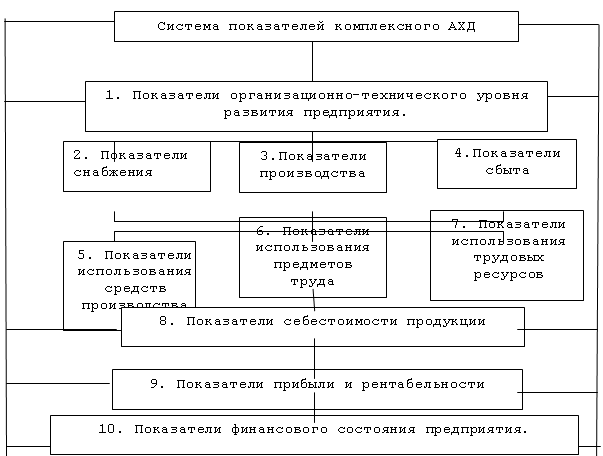 Система показателей комплексного АХД
1. Показатели организационно-технического уровня
развития предприятия.
2. Показатели
снабжения
3.Показатели
производства
4.Показатели
сбыта
5. Показатели
использования
средств
производства
6. Показатели
использования
предметов
труда
7. Показатели
использования
трудовых
ресурсов
8. Показатели себестоимости продукции
9. Показатели прибыли и рентабельности
10. Показатели финансового состояния предприятия.